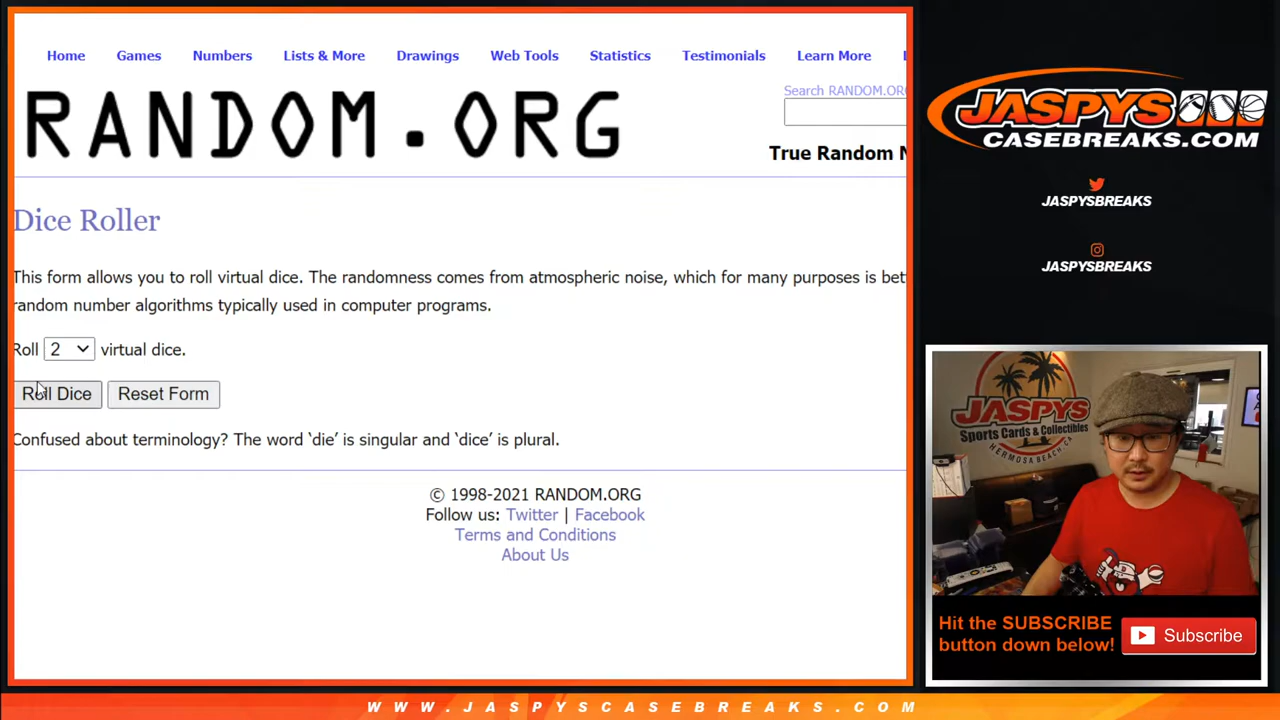 Home Games Numbers Lists & More Drawings Web Tools Statistics Testimonials Learn More
RANDOM.ORG
Search RANDOM.ORG
True Random N
Dice Roller
This form allows you to roll virtual dice. The randomness comes from atmospheric noise, which for many purposes is bet
random number algorithms typically used in computer programs.
Roll 2 virtual dice.
Roll Dice Reset Form
Confused about terminology? The word ‘die’ is singular and ‘dice’ is plural.
© 1998-2021 RANDOM.ORG
Follow us: Twitter | Facebook
Terms and Conditions
About Us
JASPYS
CASEBREAKS.COM
JASPYSBREAKS
JASPYSBREAKS
JASPYS
Sports Cards & Collectibles
HERMOSA BEACH, CA
Hit the SUBSCRIBE
button down below!
Subscribe
WWW.JASPYSCASEBREAKS.COM